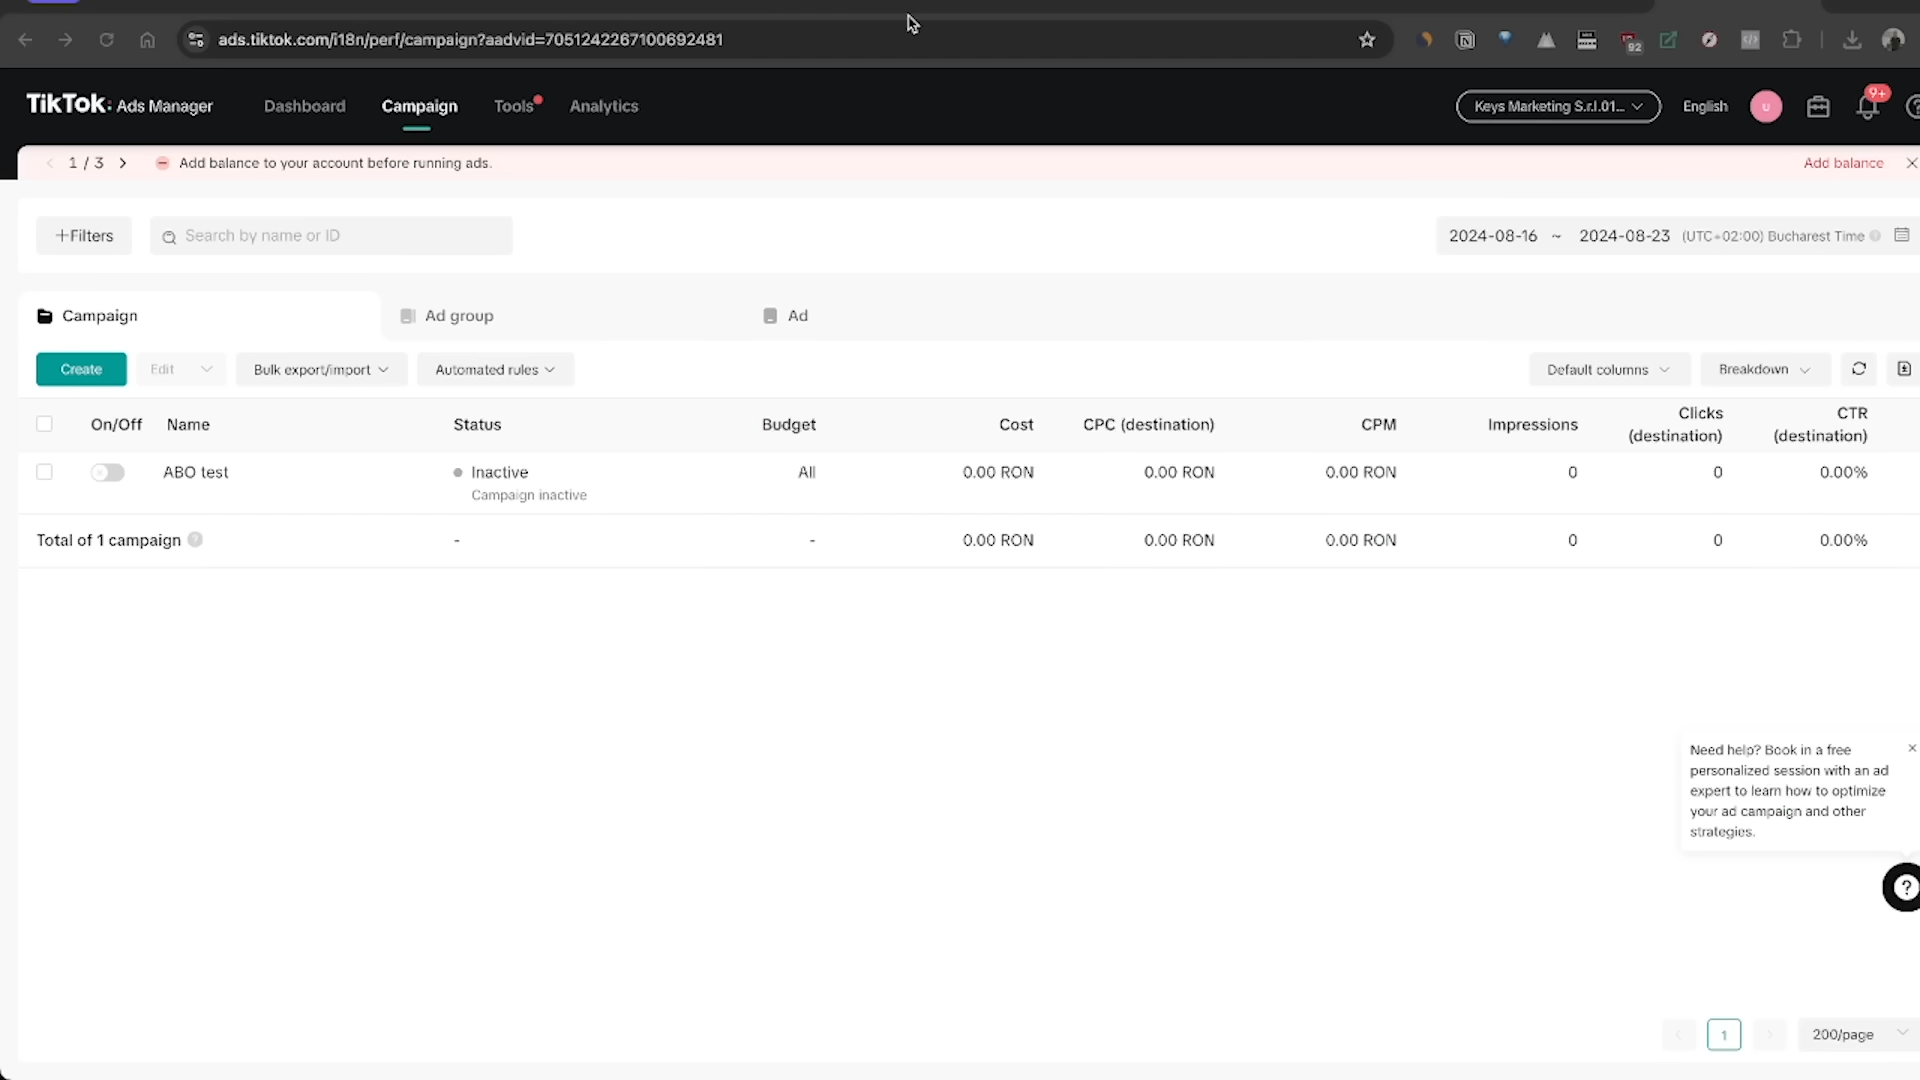 ads.tiktok.com/i18n/perf/campaign?aadvid=7051242267100692481
92
TikTok: Ads Manager
Dashboard
Campaign
Tools
Analytics
Keys Marketing S.r.l.01...
English
U
9+
1 / 3
Add balance to your account before running ads.
Add balance
+Filters
Search by name or ID
2024-08-16 ~ 2024-08-23 (UTC+02:00) Bucharest Time
Campaign
Ad group
Ad
Create
Edit
Bulk export/import
Automated rules
Default columns
Breakdown
On/Off
Name
Status
Budget
Cost
CPC (destination)
CPM
Impressions
Clicks
(destination)
CTR
(destination)
ABO test
Inactive
Campaign inactive
All
0.00 RON
0.00 RON
0.00 RON
0
0
0.00%
Total of 1 campaign
-
-
0.00 RON
0.00 RON
0.00 RON
0
0
0.00%
Need help? Book in a free
personalized session with an ad
expert to learn how to optimize
your ad campaign and other
strategies.
1
200/page